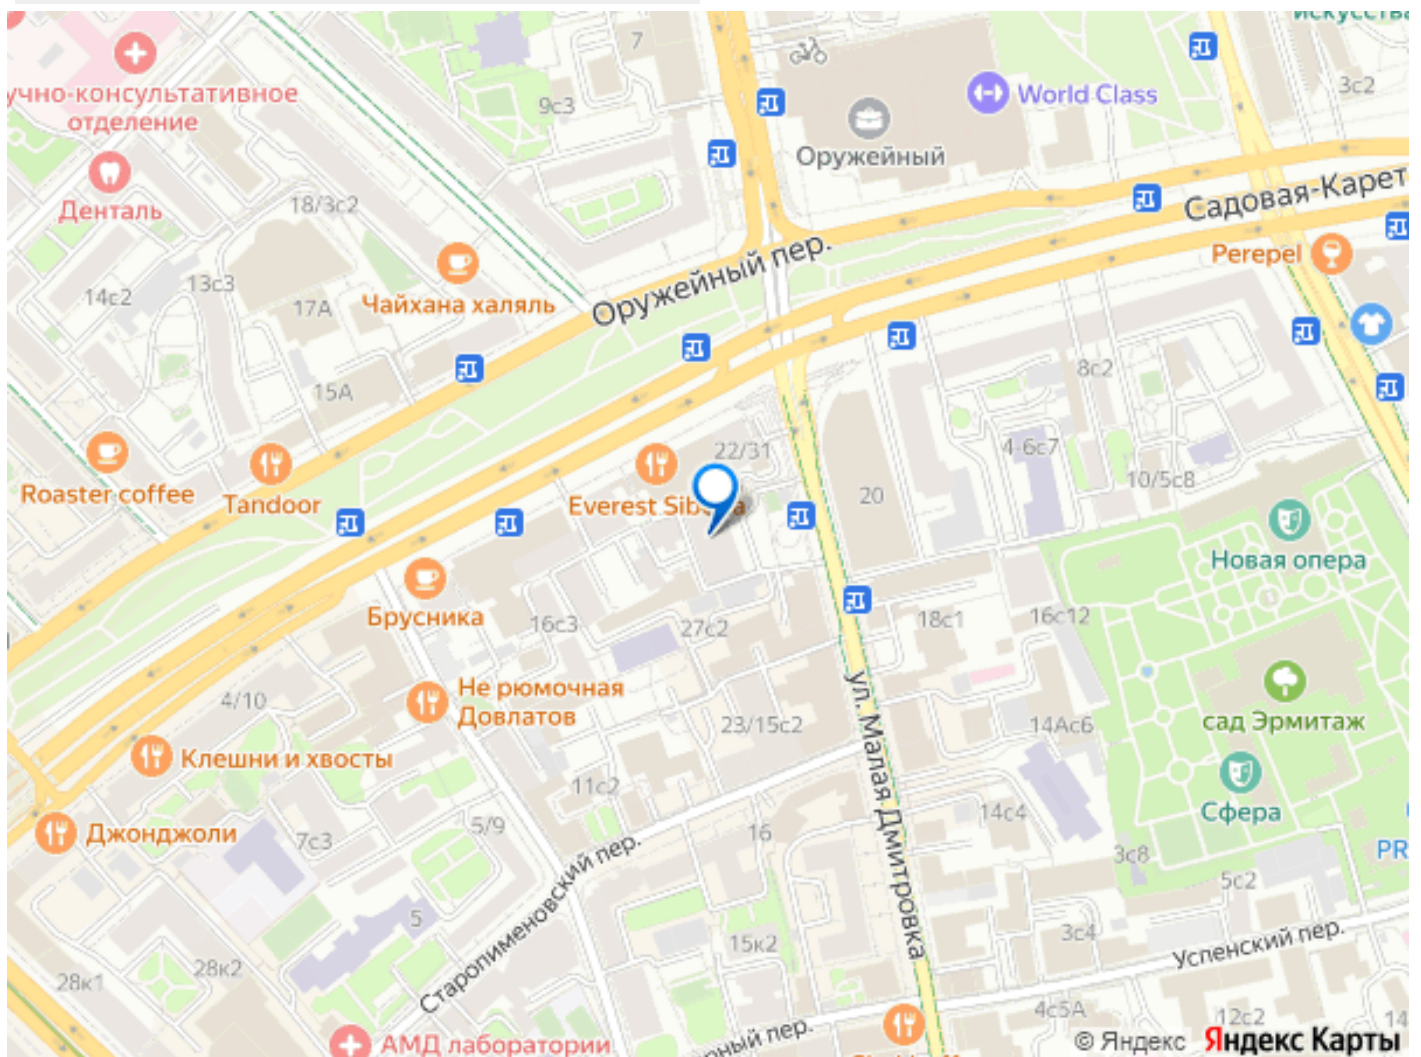 7
9с3
3с2
World Class
Оружейный
учно-консультативное
отделение
Денталь
18/3с2
Садовая-Карет
Perepel
Оружейный пер.
13с3
14с2
17А
Чайхана халяль
15А
8с2
22/31
4-6с7
10/5с8
20
Roaster coffee
Tandoor
Everest Sib
Новая опера
Брусника
16с3
27с2
18с1
16с12
4/10
Не рюмочная
Довлатов
23/15с2
ул. Малая Дмитровка
14Ас6
сад Эрмитаж
Клешни и хвосты
11с2
Сфера
14с4
Джонджоли
7с3
5/9
16
3с8
PR
5с2
Старопименовский пер.
5
15к2
3с4
Успенский пер.
28к1
28к2
4с5А
12с2
14
АМД лаборатории
рный пер.
© Яндекс
Яндекс Карты